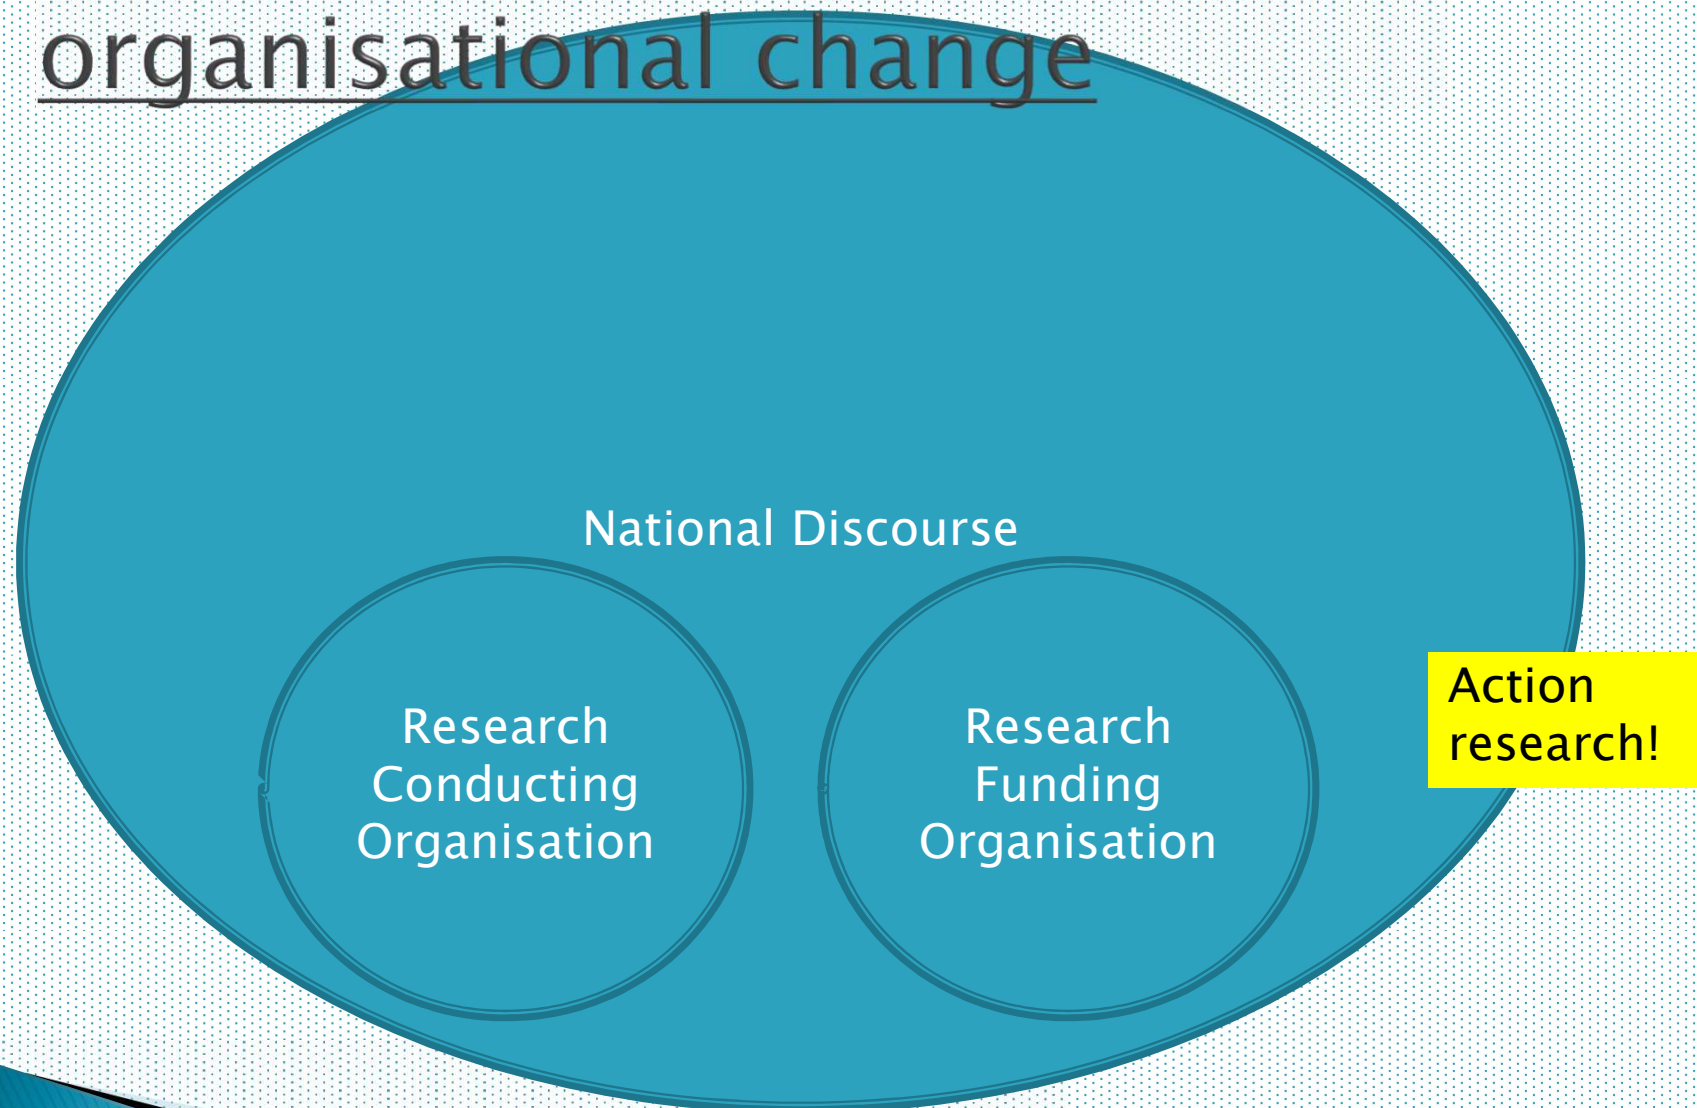 organisational change
National Discourse
Research
Conducting
Organisation
Research
Funding
Organisation
Action
research!